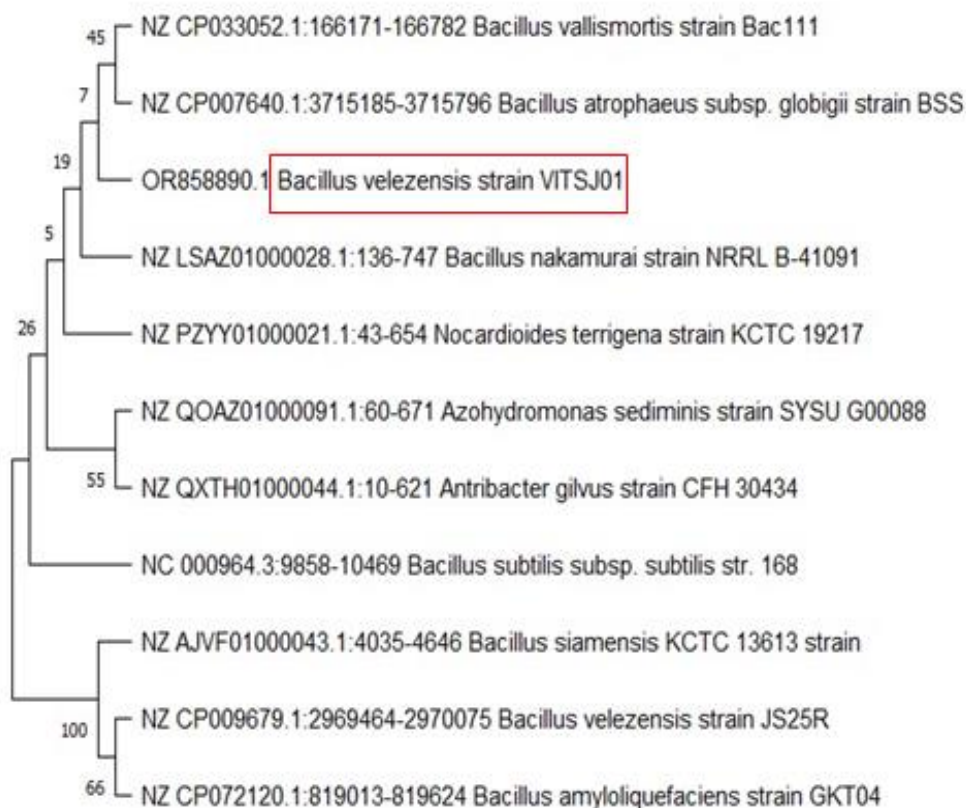 45
NZ CP033052.1:166171-166782 Bacillus vallismortis strain Bac111
7
NZ CP007640.1:3715185-3715796 Bacillus atrophaeus subsp. globigii strain BSS
19
OR858890.1 Bacillus velezensis strain VITSJ01
5
NZ LSAZ01000028.1:136-747 Bacillus nakamurai strain NRRL B-41091
26
NZ PZYY01000021.1:43-654 Nocardioides terrigena strain KCTC 19217
NZ QOAZ01000091.1:60-671 Azohydromonas sediminis strain SYSU G00088
55
NZ QXTH01000044.1:10-621 Antribacter gilvus strain CFH 30434
NC 000964.3:9858-10469 Bacillus subtilis subsp. subtilis str. 168
NZ AJVF01000043.1:4035-4646 Bacillus siamensis KCTC 13613 strain
100
NZ CP009679.1:2969464-2970075 Bacillus velezensis strain JS25R
66
NZ CP072120.1:819013-819624 Bacillus amyloliquefaciens strain GKT04